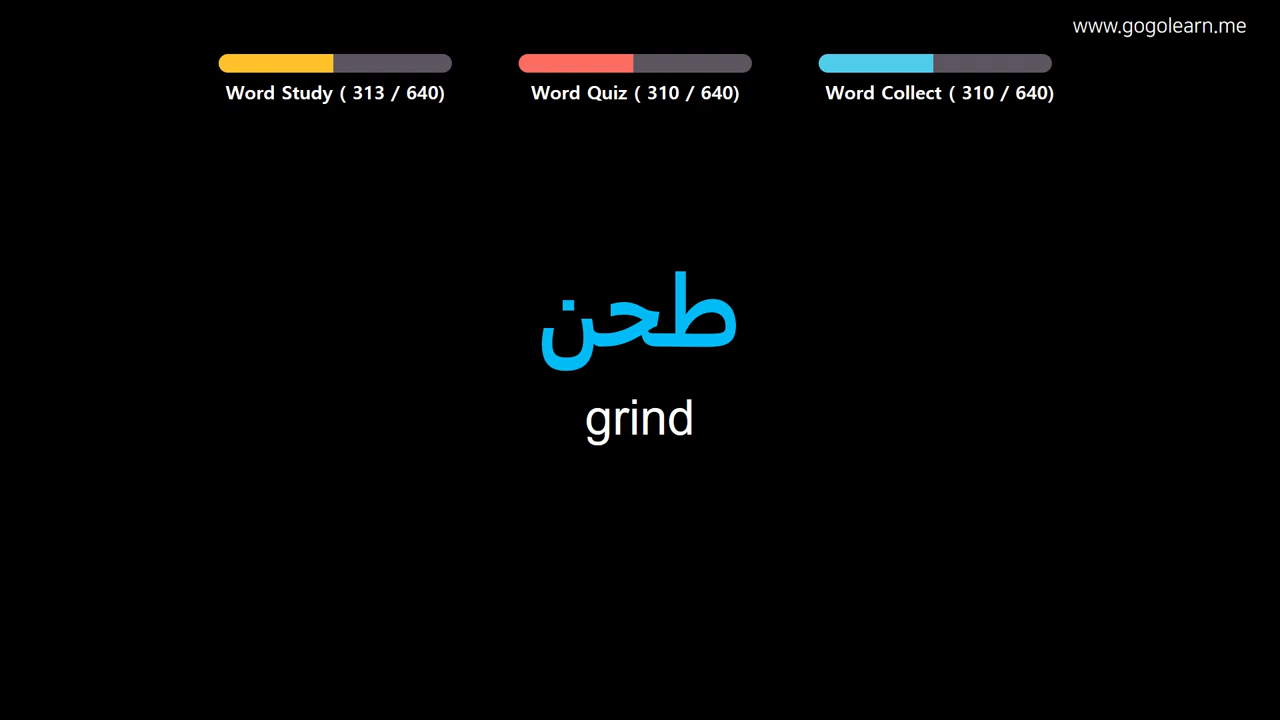 www.gogolearn.me
Word Study ( 313 / 640)
Word Quiz ( 310 / 640)
Word Collect ( 310 / 640)
طحن
grind